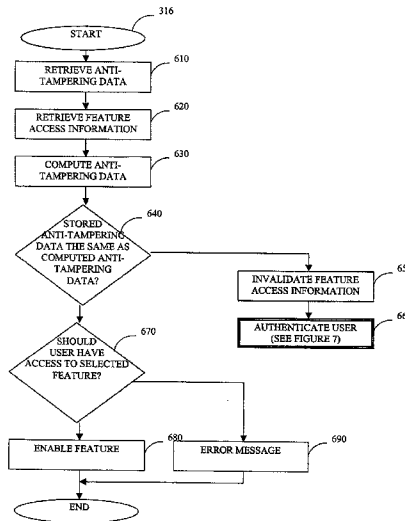 316
START
610
RETRIEVE ANTI-
TAMPERING DATA
620
RETRIEVE FEATURE
ACCESS INFORMATION
630
COMPUTE ANTI-
TAMPERING DATA
640
STORED
ANTI-TAMPERING
DATA THE SAME AS
COMPUTED ANTI-
TAMPERING
DATA?
65
INVALIDATE FEATURE
ACCESS INFORMATION
66
AUTHENTICATE USER
(SEE FIGURE 7)
670
SHOULD
USER HAVE
ACCESS TO SELECTED
FEATURE?
680
ENABLE FEATURE
690
ERROR MESSAGE
END